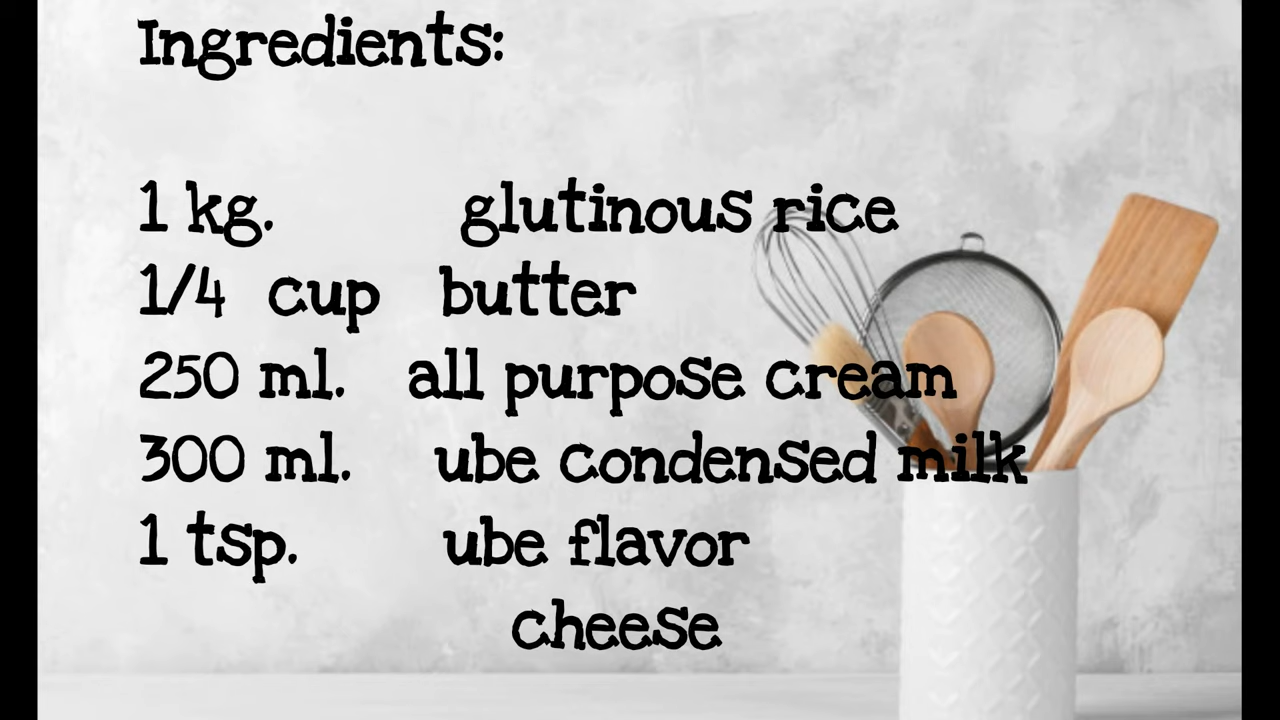 Ingredients:
1 kg. glutinous rice
1/4 cup butter
250 ml. all purpose cream
300 ml. ube condensed milk
1 tsp. ube flavor
cheese